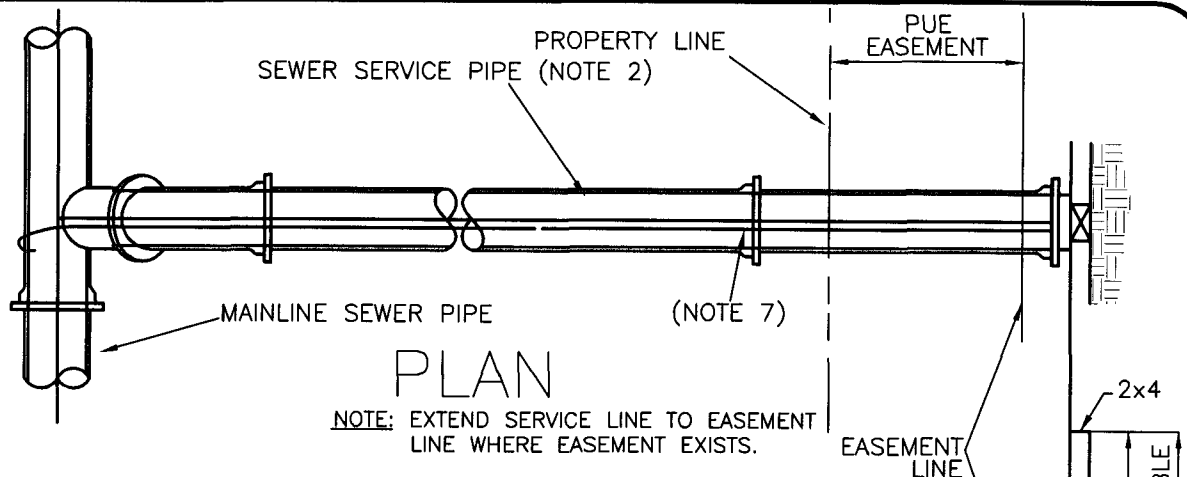 PROPERTY LINE
PUE
EASEMENT
SEWER SERVICE PIPE (NOTE 2)
MAINLINE SEWER PIPE
(NOTE 7)
PLAN
NOTE: EXTEND SERVICE LINE TO EASEMENT
LINE WHERE EASEMENT EXISTS.
2x4
EASEMENT
LINE